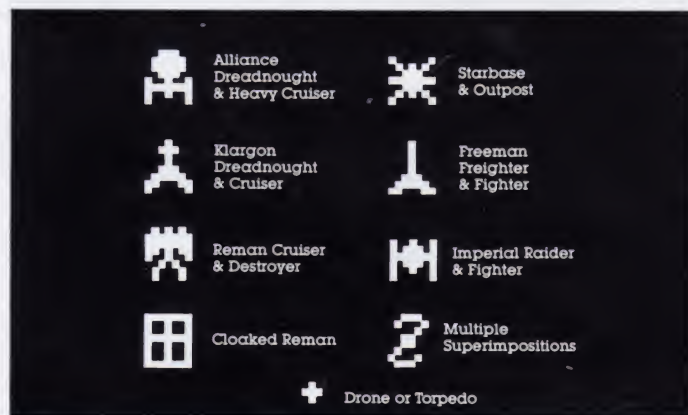 Alliance
Dreadnought
& Heavy Cruiser
Starbase
& Outpost
Klargon
Dreadnought
& Cruiser
Freeman
Freighter
& Fighter
Reman Cruiser
& Destroyer
Imperial Raider
& Fighter
Cloaked Reman
Multiple
Superimpositions
Drone or Torpedo